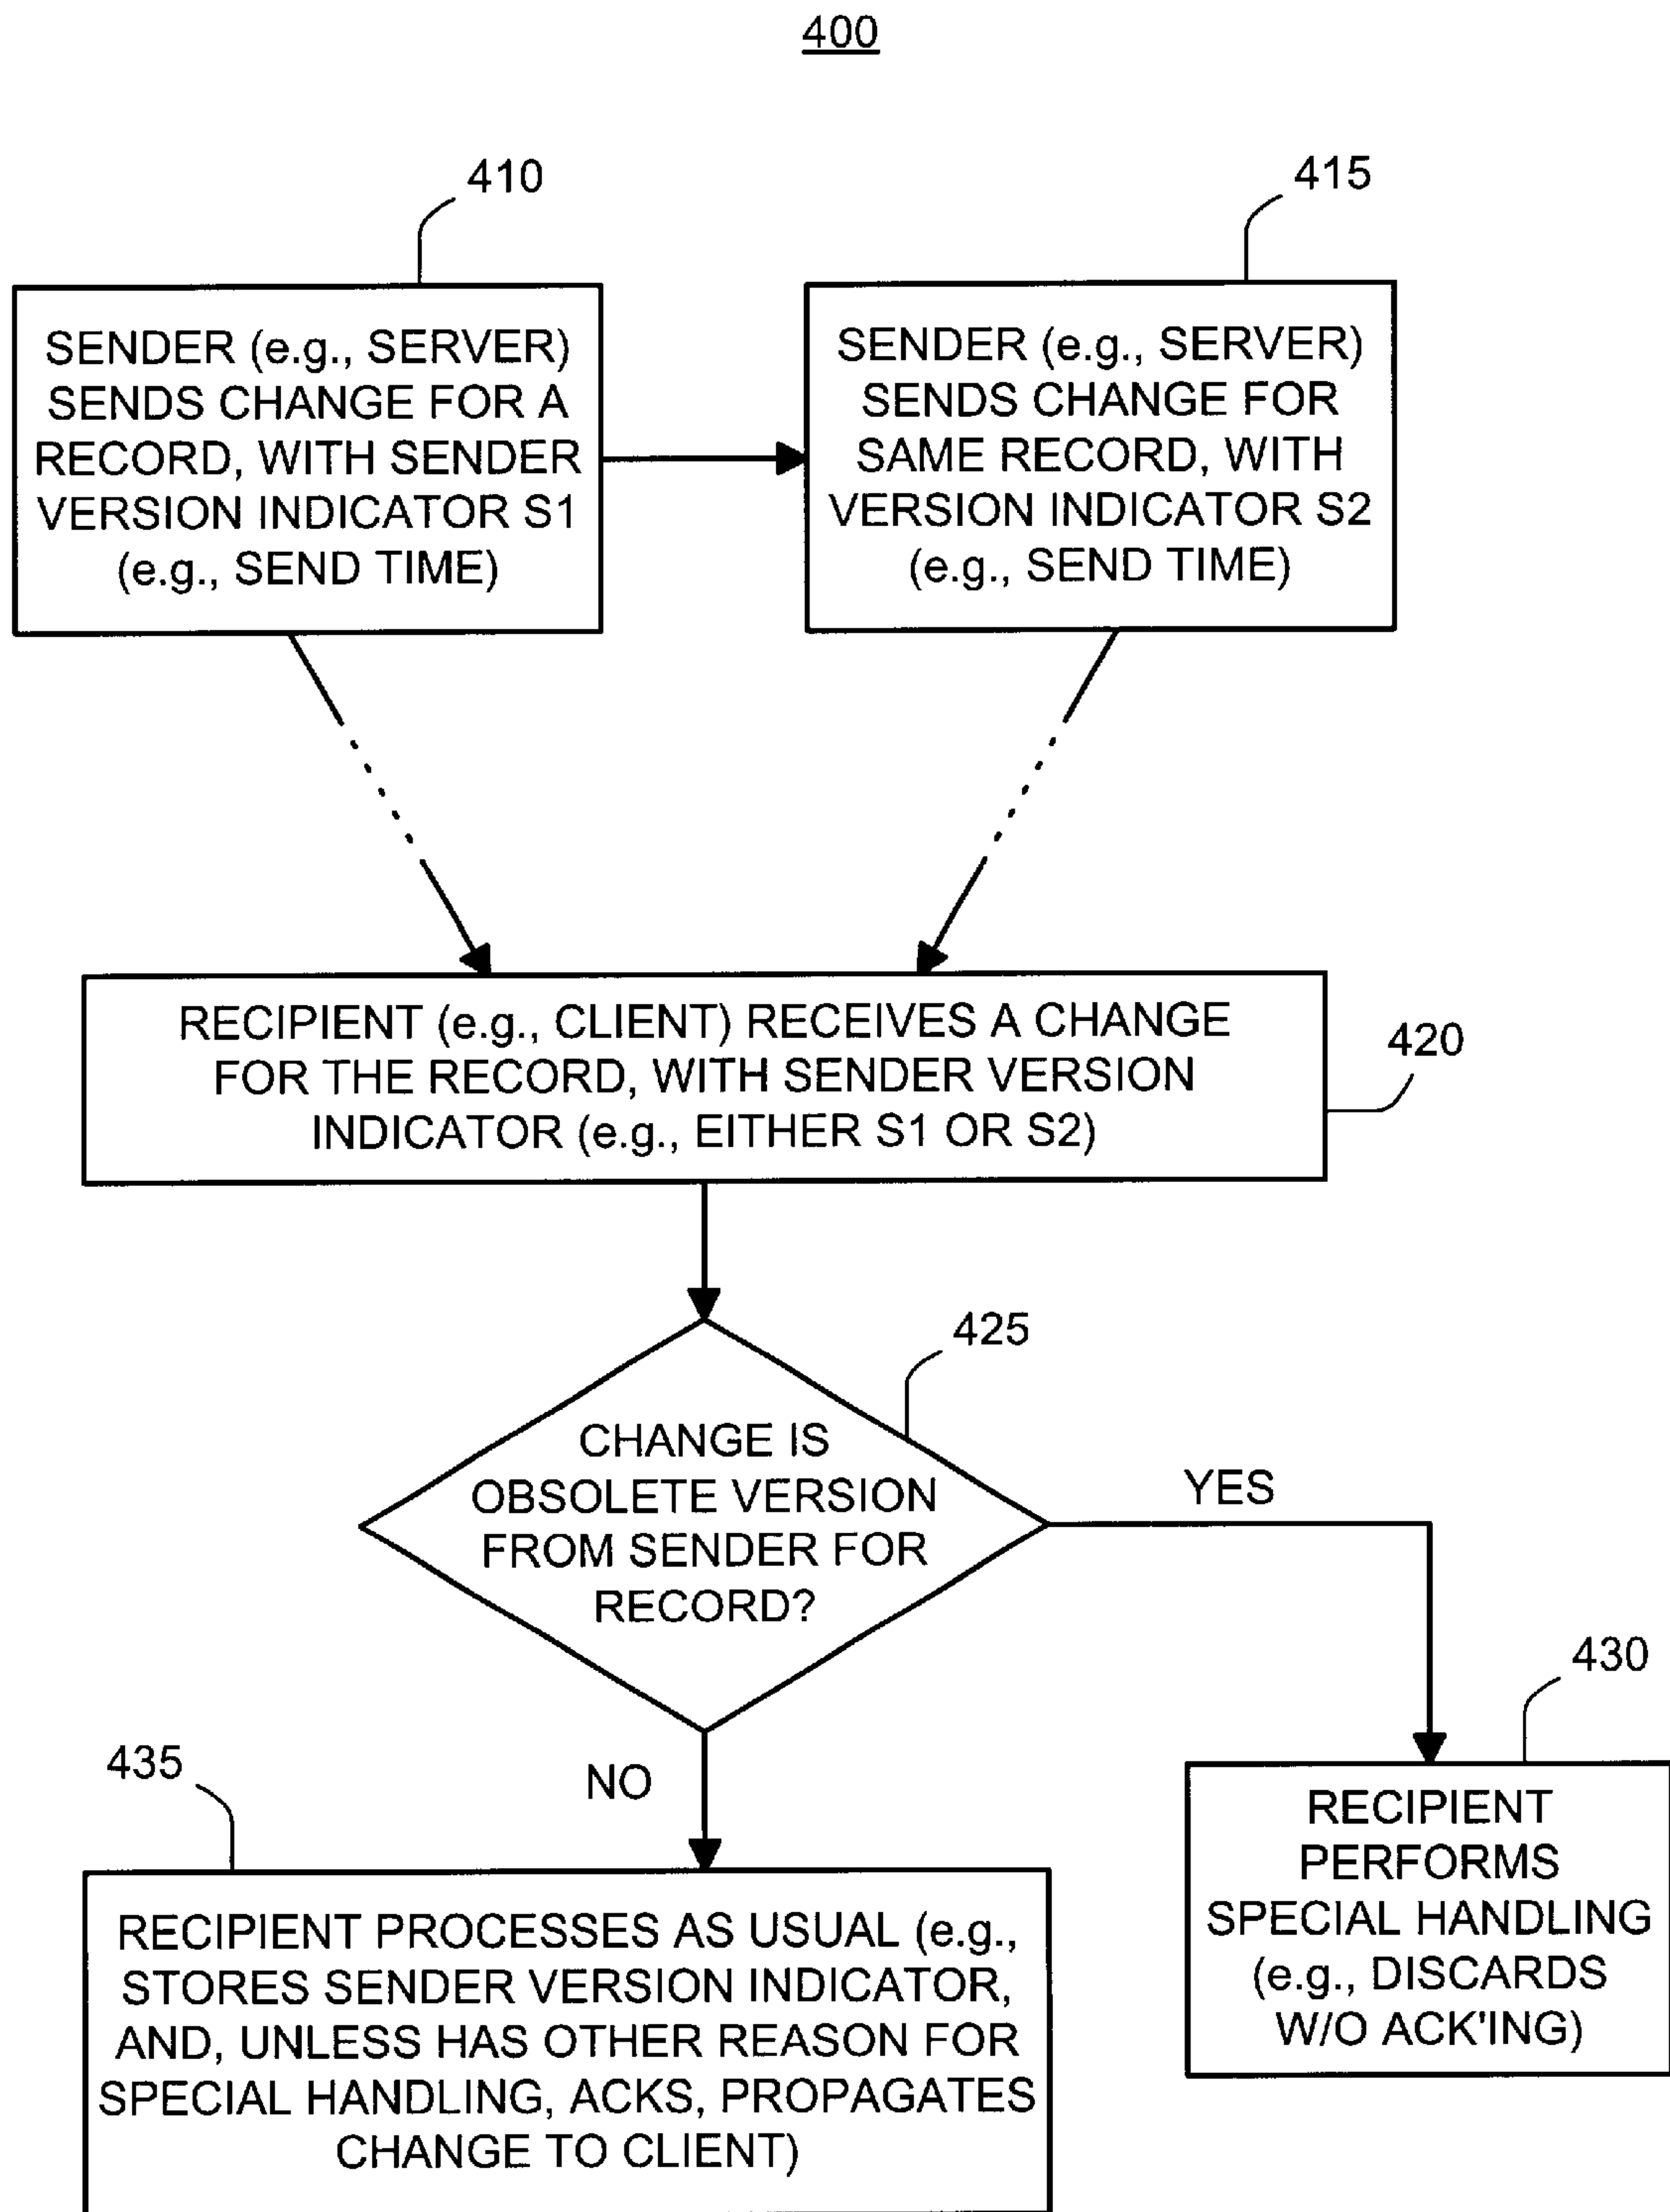 400
410
SENDER (e.g., SERVER)
SENDS CHANGE FOR A
RECORD, WITH SENDER
VERSION INDICATOR S1
(e.g., SEND TIME)
415
SENDER (e.g., SERVER)
SENDS CHANGE FOR
SAME RECORD, WITH
VERSION INDICATOR S2
(e.g., SEND TIME)
RECIPIENT (e.g., CLIENT) RECEIVES A CHANGE
FOR THE RECORD, WITH SENDER VERSION
INDICATOR (e.g., EITHER S1 OR S2)
420
425
CHANGE IS
OBSOLETE VERSION
FROM SENDER FOR
RECORD?
YES
NO
430
RECIPIENT
PERFORMS
SPECIAL HANDLING
(e.g., DISCARDS
W/O ACK'ING)
435
RECIPIENT PROCESSES AS USUAL (e.g.,
STORES SENDER VERSION INDICATOR,
AND, UNLESS HAS OTHER REASON FOR
SPECIAL HANDLING, ACKS, PROPAGATES
CHANGE TO CLIENT)